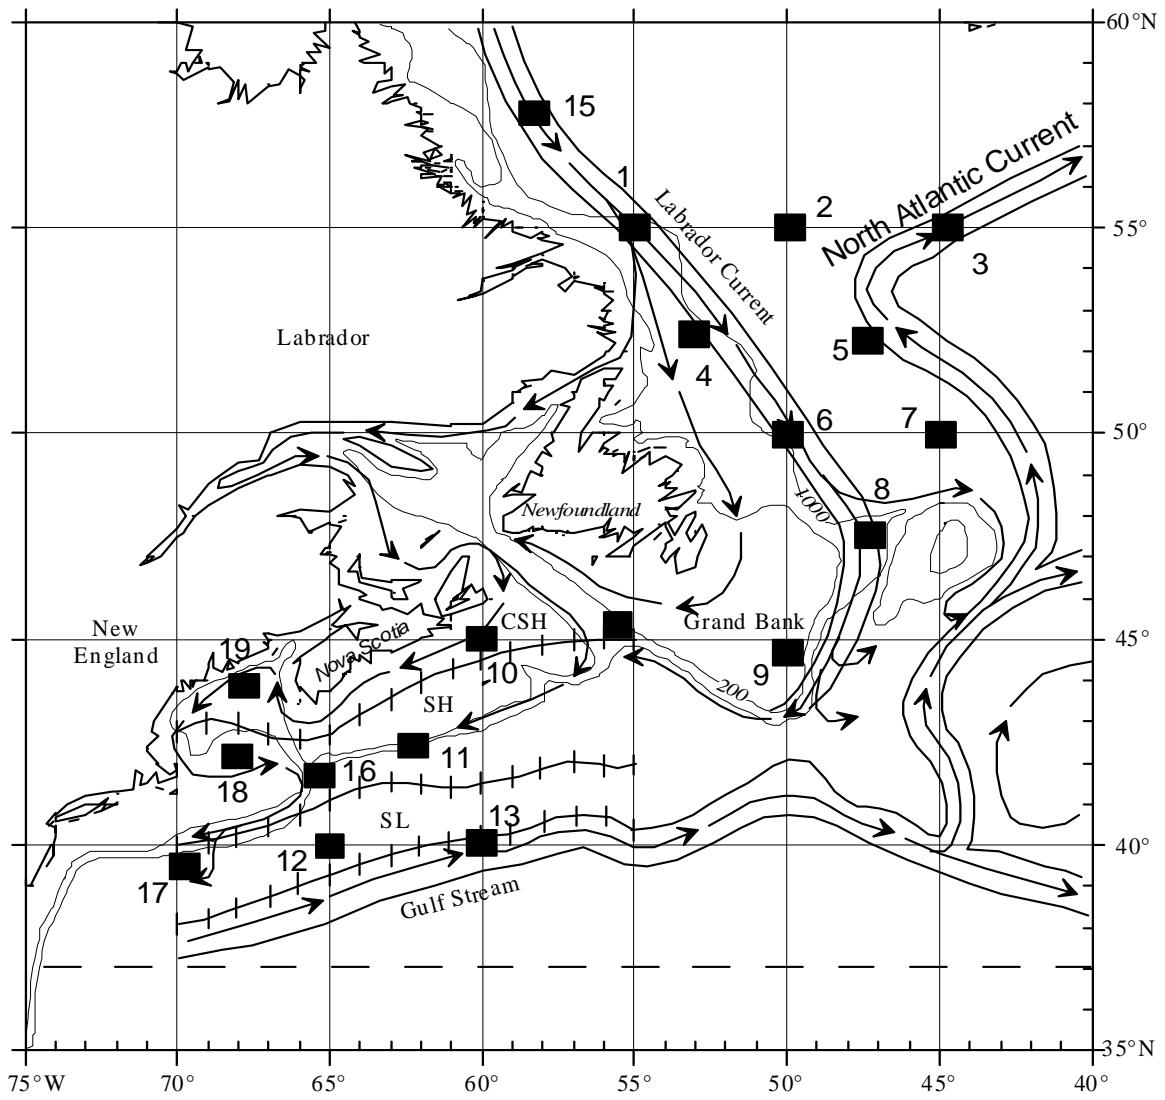 60°N
15
North Atlantic Current
1
Labrador Current
2
55°
3
Labrador
5
4
6
7
50°
8
1000
Newfoundland
CSH
Grand Bank
New
England
45°
19
Nova Scotia
10
9
SH
200
11
16
18
13
SL
12
40°
17
Gulf Stream
35°N
75°W
70°
65°
60°
55°
50°
45°
40°